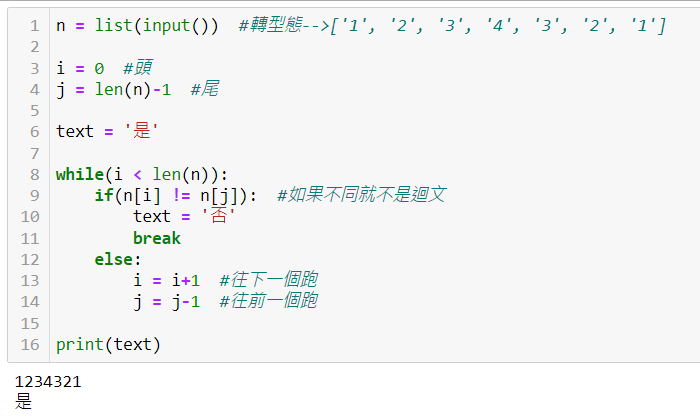 1 n = list(input())  #轉型態-->['1', '2', '3', '4', '3', '2', '1']
2
3 i = 0  #頭
4 j = len(n)-1  #尾
5
6 text = '是'
7
8 while(i < len(n)):
9     if(n[i] != n[j]):  #如果不同就不是迴文
10         text = '否'
11         break
12     else:
13         i = i+1  #往下一個跑
14         j = j-1  #往前一個跑
15
16 print(text)
1234321
是